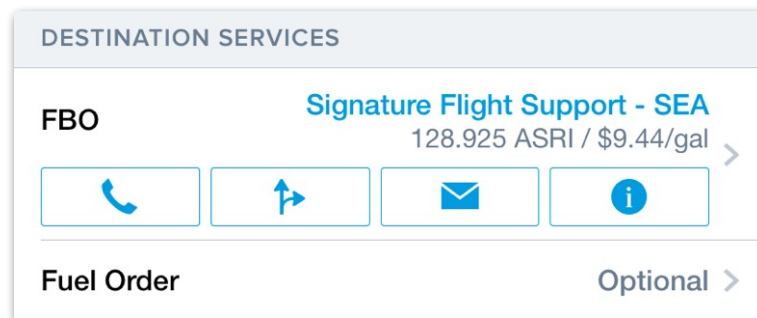 DESTINATION SERVICES
FBO
Signature Flight Support - SEA
128.925 ASRI / $9.44/gal
Fuel Order
Optional